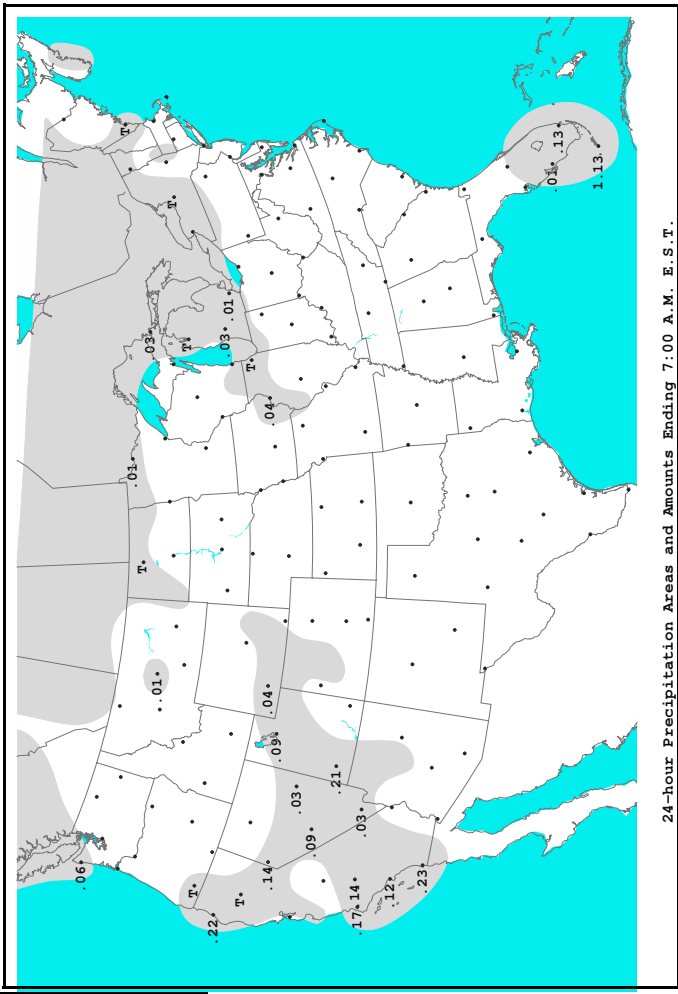 24-hour Precipitation Areas and Amounts Ending 7:00 A.M. E.S.T.
.06
T
.22
T
.14
.09
.03
.17
.14
.12
.23
.03
.21
.09
.04
.01
T
.01
.04
T
.03
.03
T
.01
T
T
.01
.13
1.13